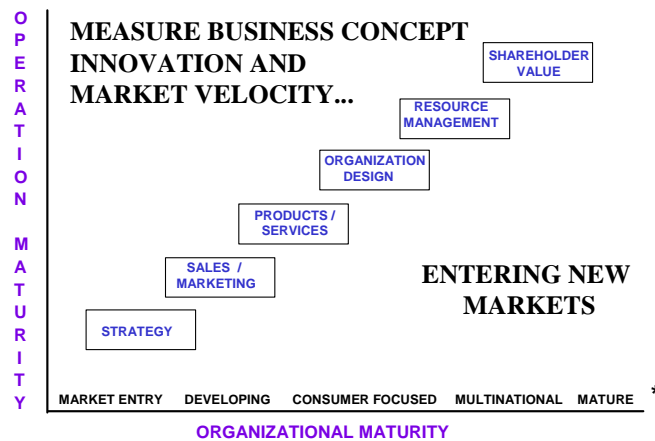 OPERATION MATURITY
MEASURE BUSINESS CONCEPT
INNOVATION AND
MARKET VELOCITY...
SHAREHOLDER
VALUE
RESOURCE
MANAGEMENT
ORGANIZATION
DESIGN
PRODUCTS /
SERVICES
SALES /
MARKETING
STRATEGY
ENTERING NEW
MARKETS
MARKET ENTRY DEVELOPING CONSUMER FOCUSED MULTINATIONAL MATURE *
ORGANIZATIONAL MATURITY